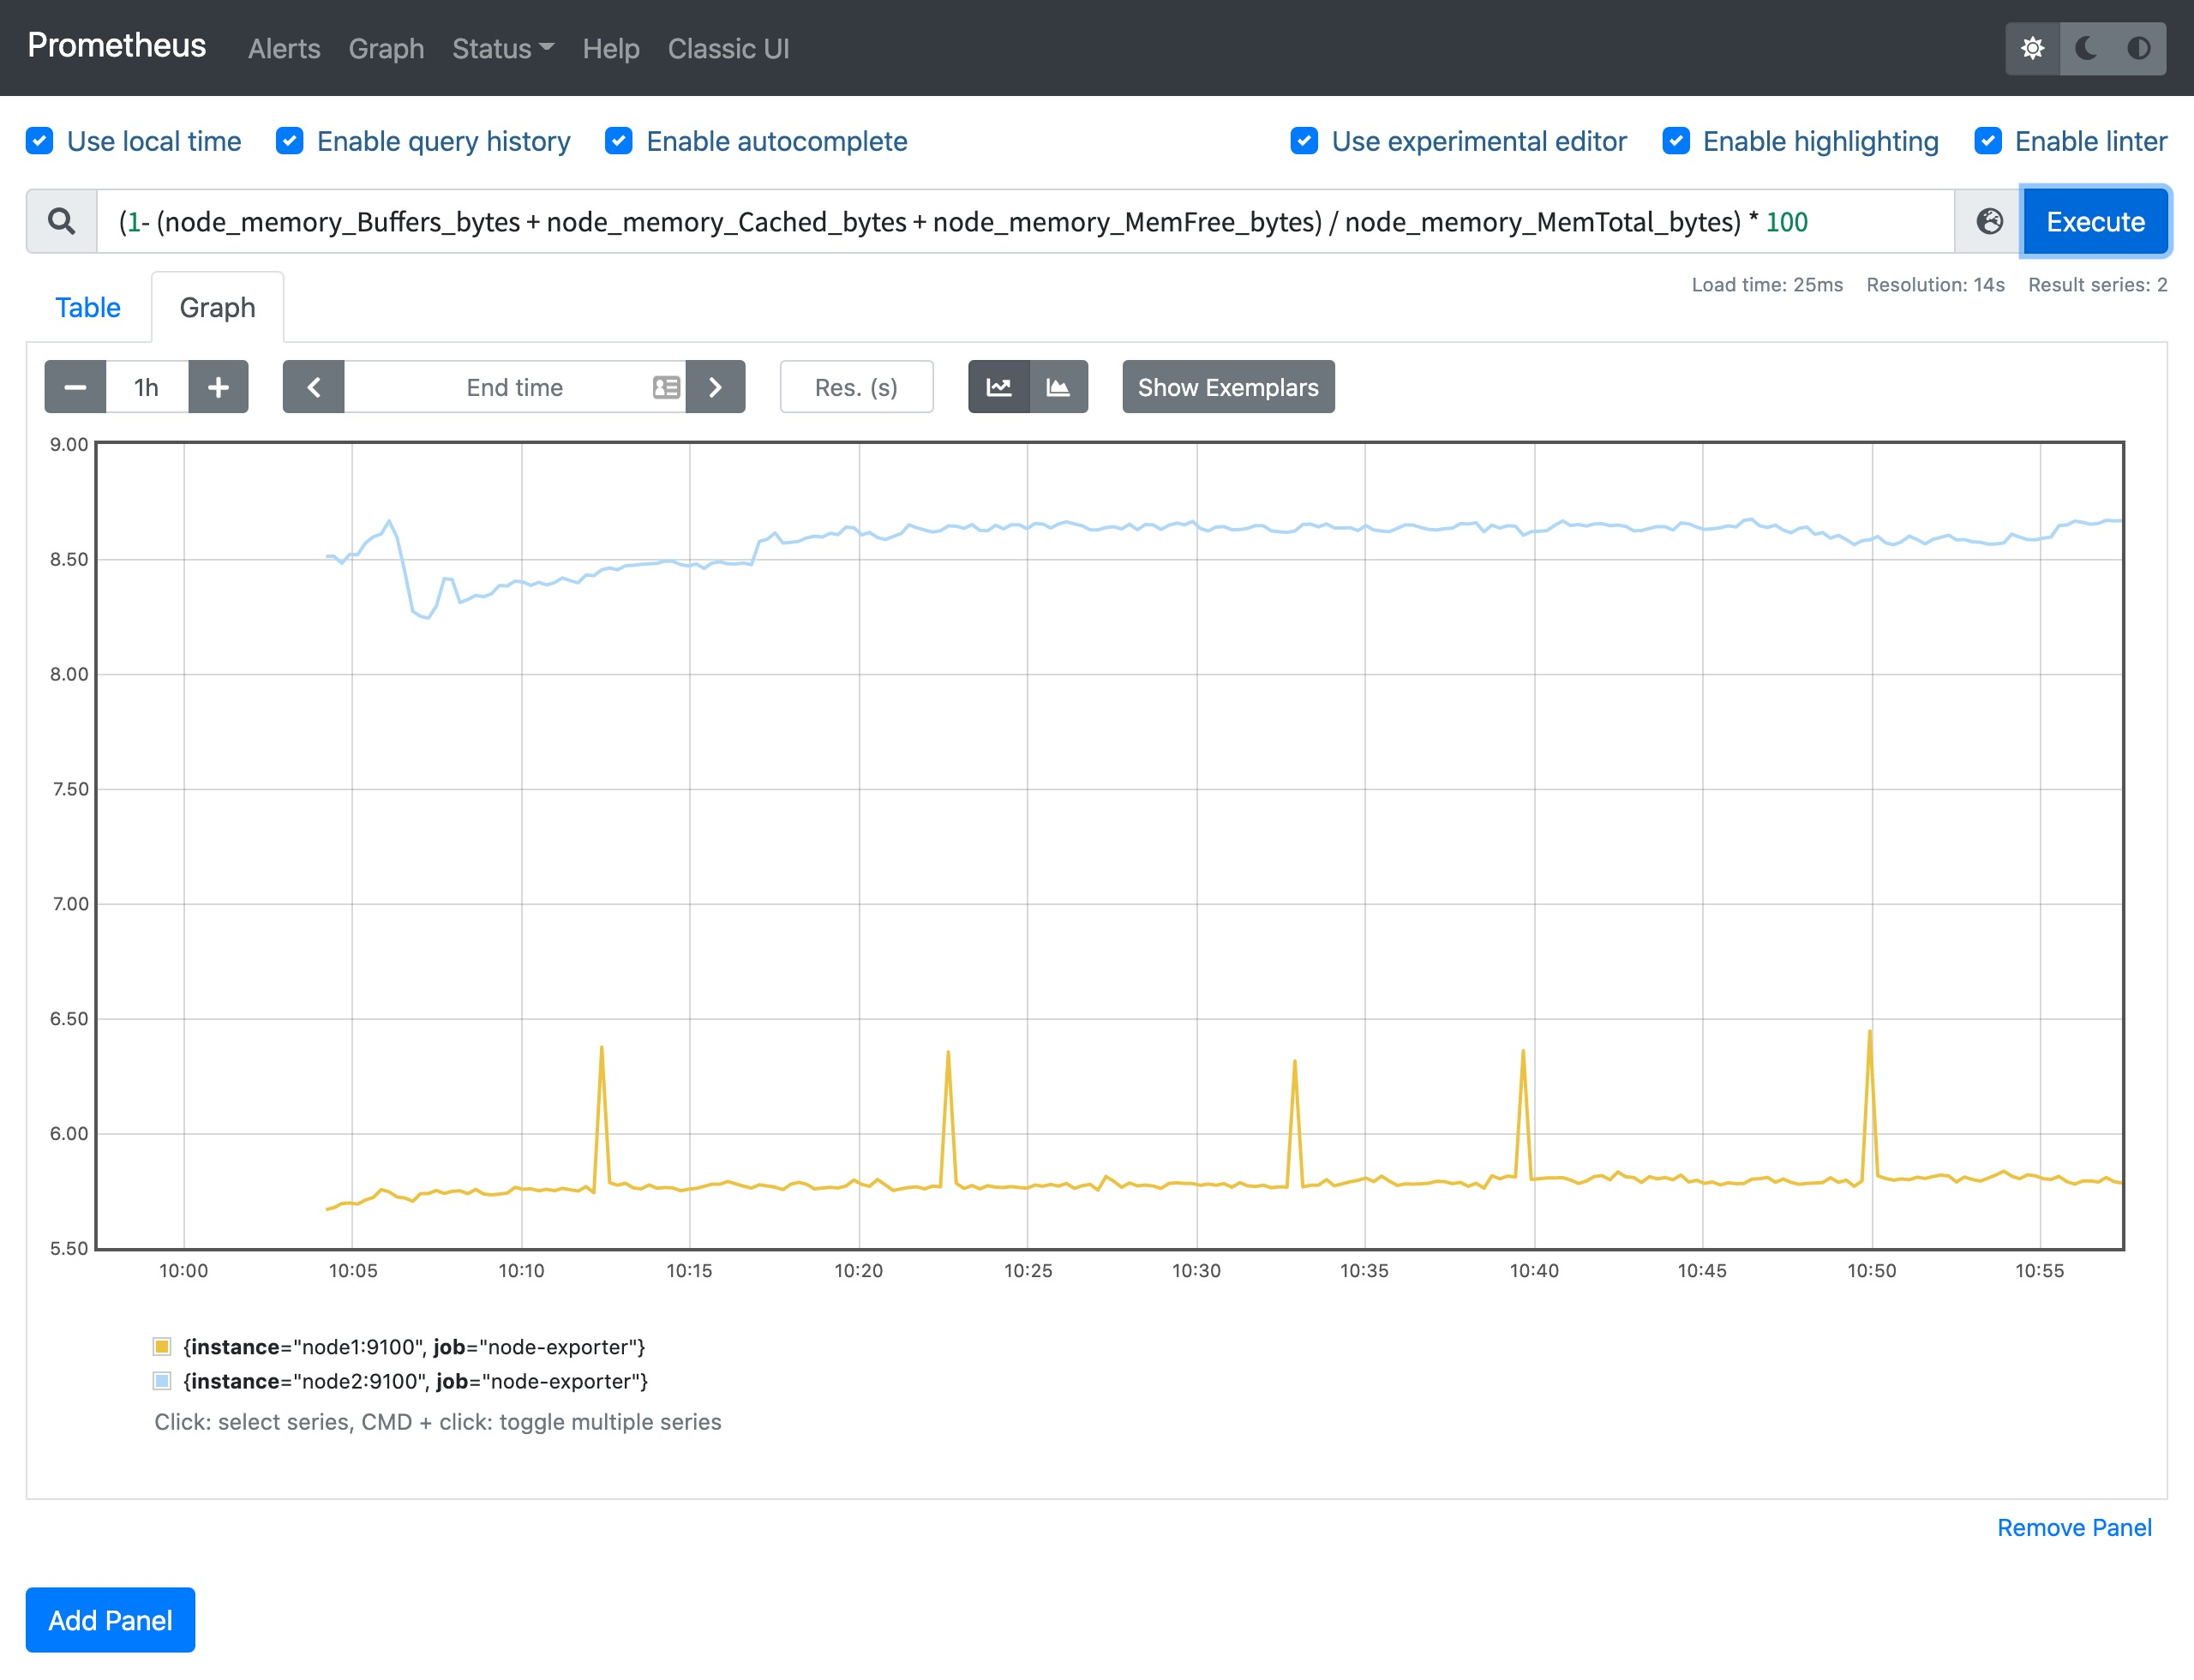 Prometheus Alerts Graph Status Help Classic UI
Use local time Enable query history Enable autocomplete Use experimental editor Enable highlighting Enable linter
(1- (node_memory_Buffers_bytes + node_memory_Cached_bytes + node_memory_MemFree_bytes) / node_memory_MemTotal_bytes) * 100 Execute
Load time: 25ms Resolution: 14s Result series: 2
Table Graph
1h End time Res. (s) Show Exemplars
9.00
8.50
8.00
7.50
7.00
6.50
6.00
5.50
10:00 10:05 10:10 10:15 10:20 10:25 10:30 10:35 10:40 10:45 10:50 10:55
{instance="node1:9100", job="node-exporter"}
{instance="node2:9100", job="node-exporter"}
Click: select series, CMD + click: toggle multiple series
Remove Panel
Add Panel